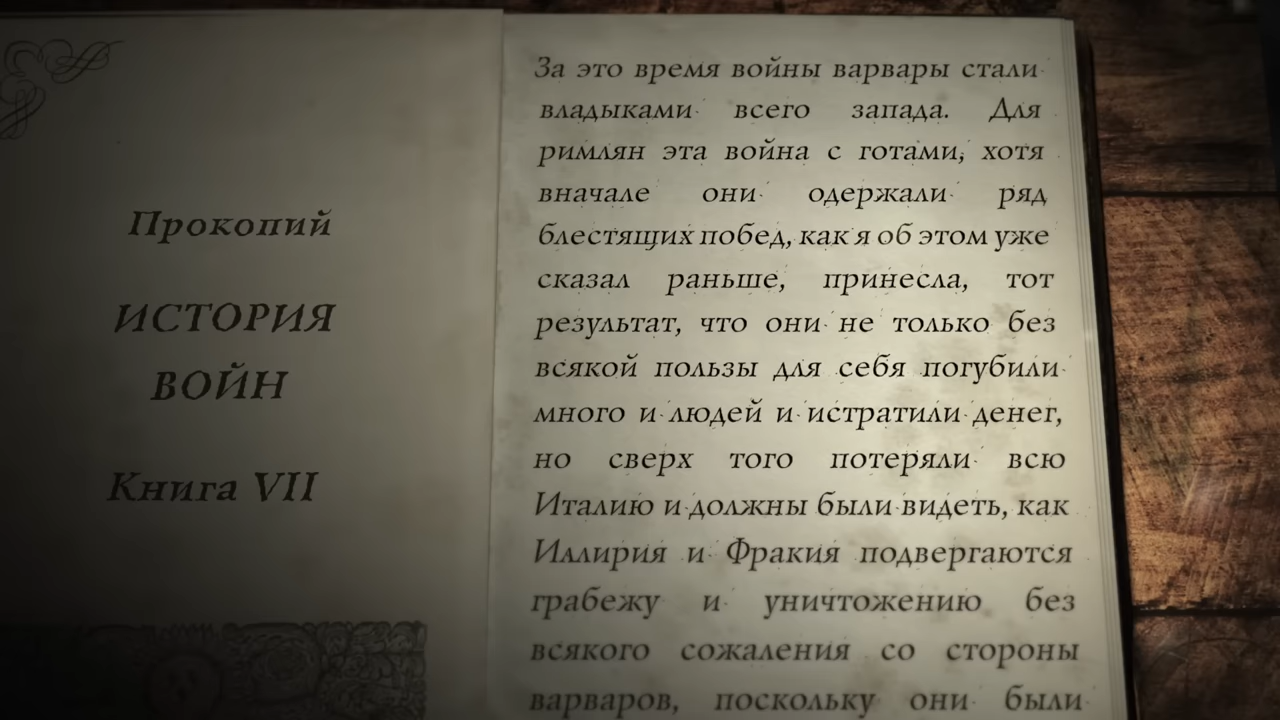 Прокопий
ИСТОРИЯ
ВОЙН
Книга VII
За это время войны варвары стали
владыками всего запада. Для
римлян эта война с готами, хотя
вначале они одержали ряд
блестящих побед, как я об этом уже
сказал раньше, принесла, тот
результат, что они не только без
всякой пользы для себя погубили
много и людей и истратили денег,
но сверх того потеряли всю
Италию и должны были видеть, как
Иллирия и Фракия подвергаются
грабежу и уничтожению без
всякого сожаления со стороны
варваров, поскольку они были